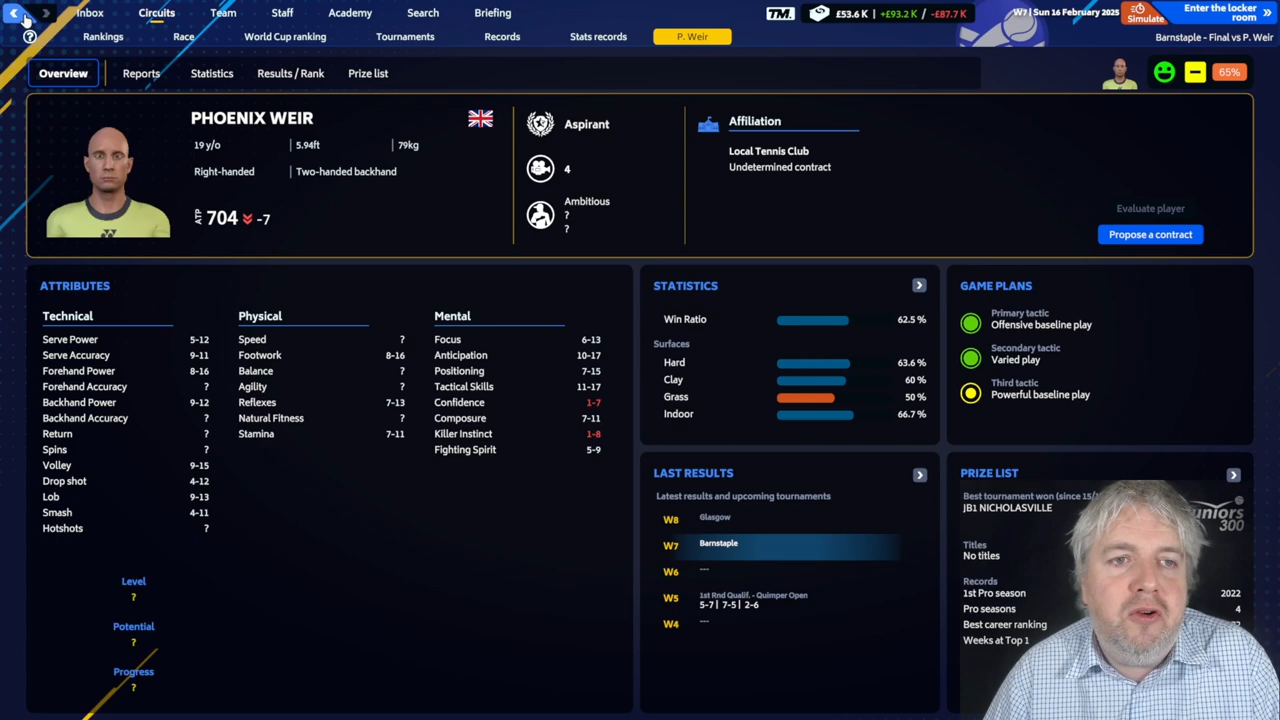 Inbox Circuits Team Staff Academy Search Briefing TM. £53.6 K | +£93.2 K | -£87.7 K W7| Sun 16 February 2025 Simulate Enter the locker room
Rankings Race World Cup ranking Tournaments Records Stats records P. Weir Barnstaple - Final vs P. Weir
Overview Reports Statistics Results / Rank Prize list 65%
PHOENIX WEIR
19 y/o 5.94ft 79kg
Right-handed Two-handed backhand
ATP 704 -7
Aspirant
4
Ambitious
?
?
Affiliation
Local Tennis Club
Undetermined contract
Evaluate player
Propose a contract
ATTRIBUTES
Technical
Serve Power 5-12
Serve Accuracy 9-11
Forehand Power 8-16
Forehand Accuracy ?
Backhand Power 9-12
Backhand Accuracy ?
Return ?
Spins ?
Volley 9-15
Drop shot 4-12
Lob 9-13
Smash 4-11
Hotshots ?
Physical
Speed ?
Footwork 8-16
Balance ?
Agility ?
Reflexes 7-13
Natural Fitness ?
Stamina 7-11
Mental
Focus 6-13
Anticipation 10-17
Positioning 7-15
Tactical Skills 11-17
Confidence 1-7
Composure 7-11
Killer Instinct 1-8
Fighting Spirit 5-9
Level
?
Potential
?
Progress
?
STATISTICS
Win Ratio 62.5 %
Surfaces
Hard 63.6 %
Clay 60 %
Grass 50 %
Indoor 66.7 %
GAME PLANS
Primary tactic
Offensive baseline play
Secondary tactic
Varied play
Third tactic
Powerful baseline play
LAST RESULTS
Latest results and upcoming tournaments
W8 Glasgow
W7 Barnstaple
W6 ---
W5 1st Rnd Qualif. - Quimper Open
5-7 | 7-5 | 2-6
W4 ---
PRIZE LIST
Best tournament won (since 15/
JB1 NICHOLASVILLE
300
Titles
No titles
Records
1st Pro season 2022
Pro seasons 4
Best career ranking
Weeks at Top 1